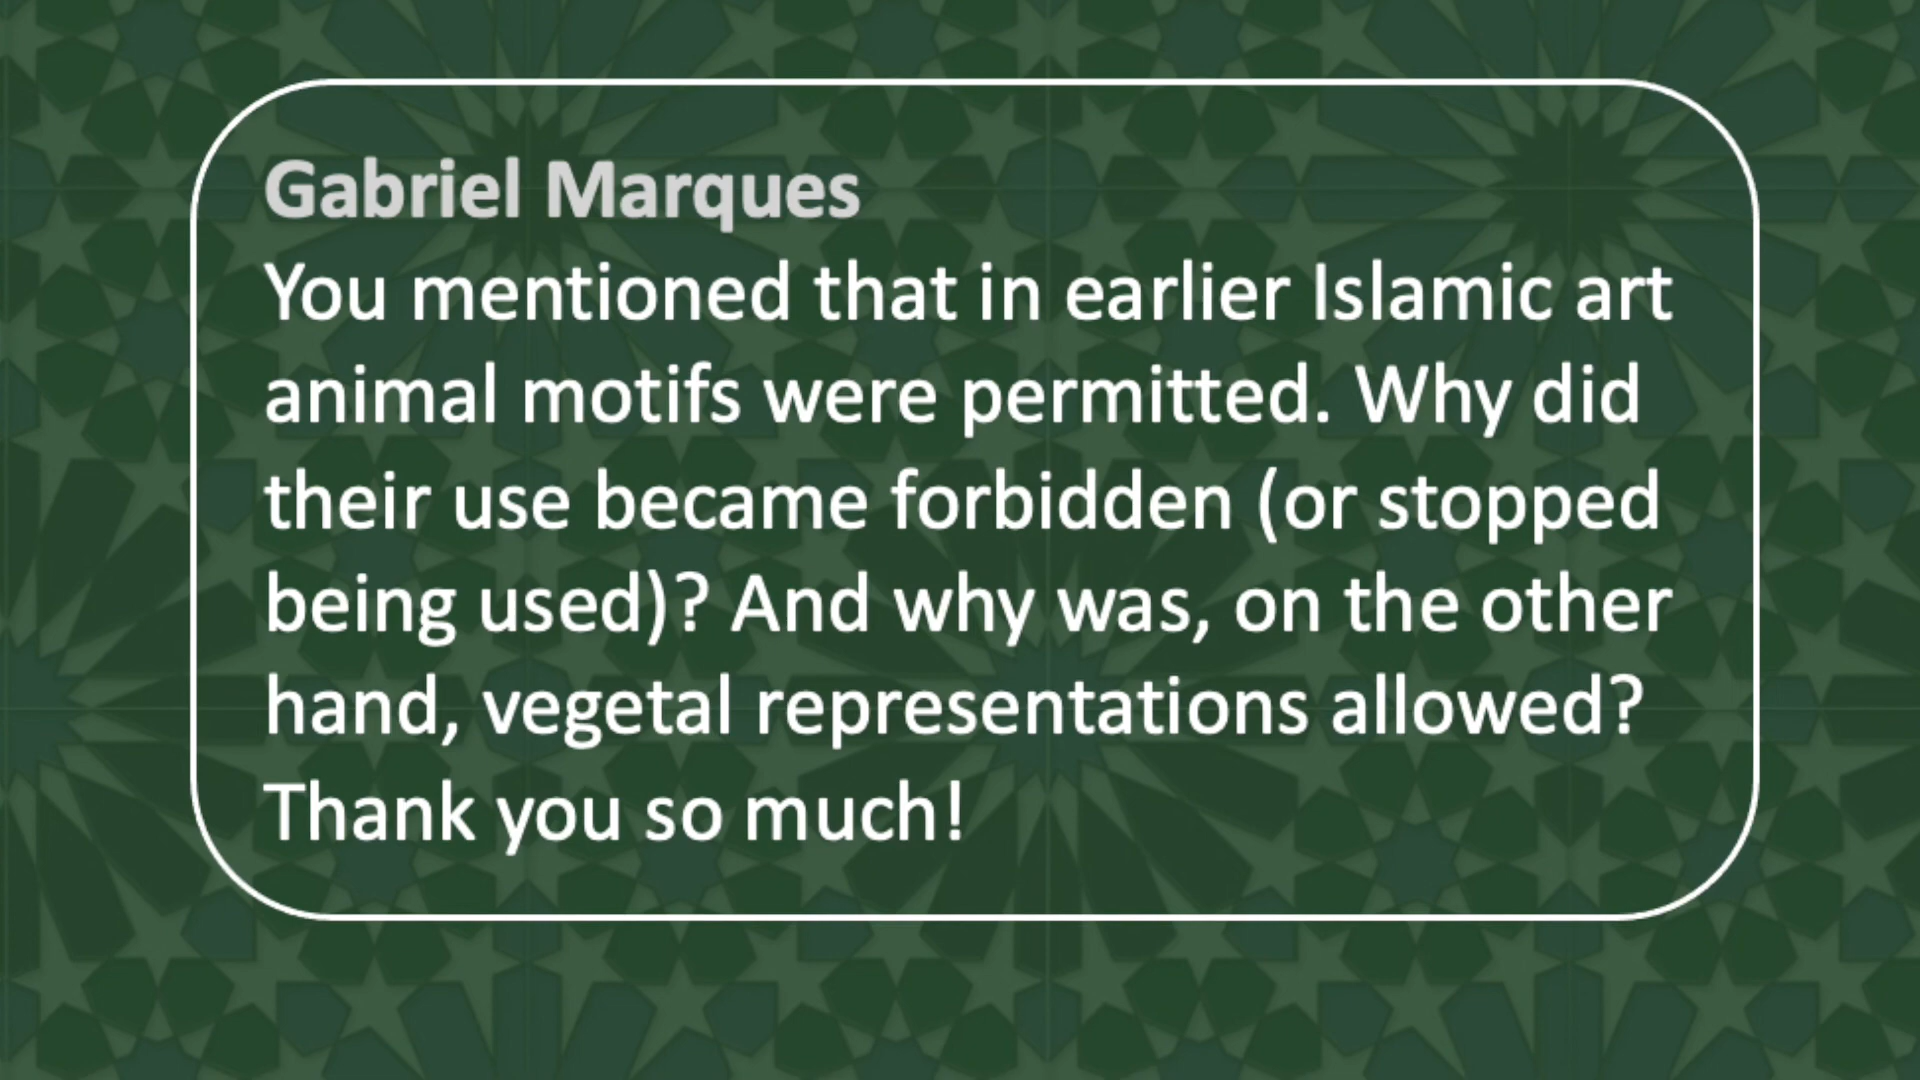 Gabriel Marques
You mentioned that in earlier Islamic art
animal motifs were permitted. Why did
their use became forbidden (or stopped
being used)? And why was, on the other
hand, vegetal representations allowed?
Thank you so much!